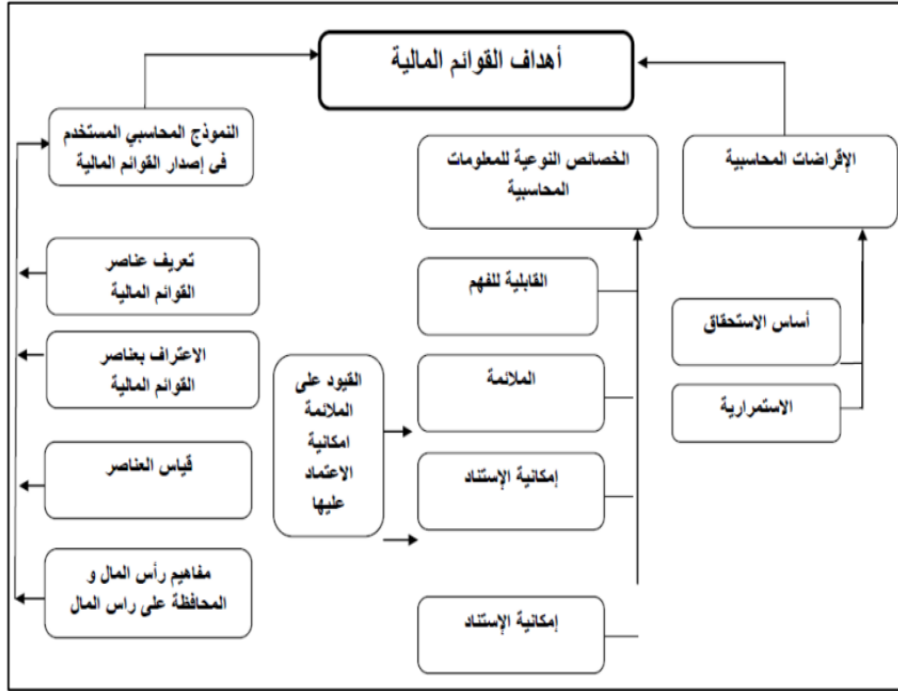 أهداف القوائم المالية
الإقراضات المحاسبية
أساس الاستحقاق
الاستمرارية
الخصائص النوعية للمعلومات
المحاسبية
القابلية للفهم
الملائمة
إمكانية الإستناد
إمكانية الإستناد
القيود على
الملائمة
امكانية
الاعتماد
عليها
النموذج المحاسبي المستخدم
في إصدار القوائم المالية
تعريف عناصر
القوائم المالية
الاعتراف بعناصر
القوائم المالية
قياس العناصر
مفاهيم رأس المال و
المحافظة على راس المال